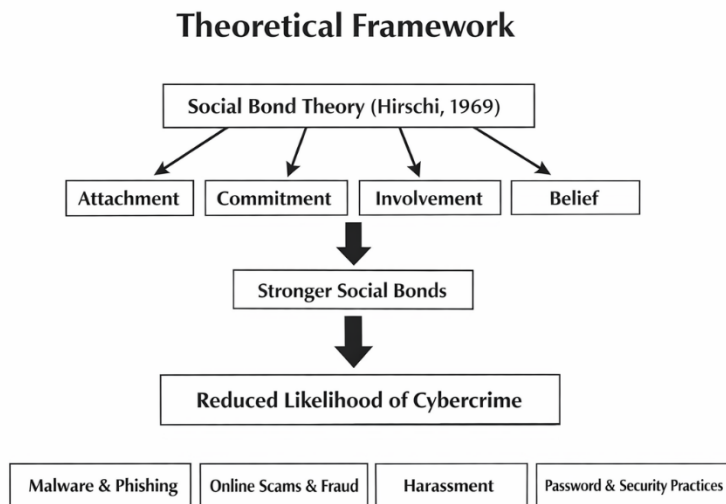 Theoretical Framework
Social Bond Theory (Hirschi, 1969)
Attachment
Commitment
Involvement
Belief
Stronger Social Bonds
Reduced Likelihood of Cybercrime
Malware & Phishing
Online Scams & Fraud
Harassment
Password & Security Practices